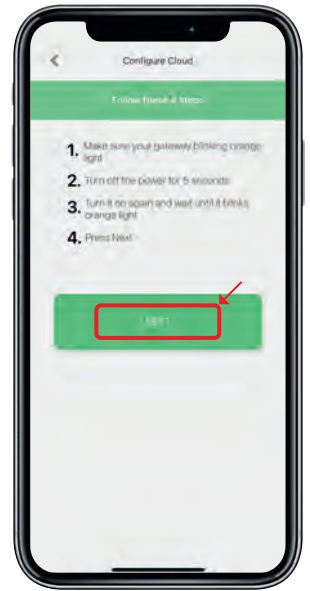 Configure Cloud
Follow these 4 Steps
1. Make sure your gateway blinking orange
light
2. Turn off the power for 5 seconds
3. Turn it on again and wait until it blinks
orange light
4. Press Next
NEXT